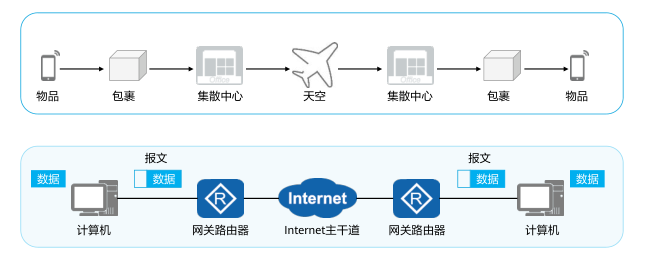 Office
Office
物品
包裹
集散中心
天空
集散中心
包裹
物品
报文
报文
数据
数据
数据
数据
R
Internet
R
计算机
网关路由器
Internet主干道
网关路由器
计算机